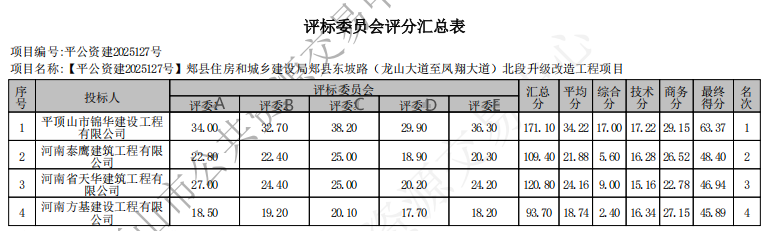 评标委员会评分汇总表
项目编号:平公资建2025127号
项目名称:【平公资建2025127号】郏县住房和城乡建设局郏县东坡路（龙山大道至凤翔大道）北段升级改造工程项目
序号 投标人 评标委员会 汇总分 平均分 综合分 技术分 商务分 最终得分 名次
评委A 评委B 评委C 评委D 评委E
1 平顶山市锦华建设工程有限公司 34.00 32.70 38.20 29.90 36.30 171.10 34.22 17.00 17.22 29.15 63.37 1
2 河南泰鹰建筑工程有限公司 22.80 22.40 25.00 18.90 20.30 109.40 21.88 5.60 16.28 26.52 48.40 2
3 河南省天华建筑工程有限公司 27.00 24.40 25.00 20.20 24.20 120.80 24.16 9.00 15.16 22.78 46.94 3
4 河南方基建设工程有限公司 18.50 19.20 20.10 17.70 18.20 93.70 18.74 2.40 16.34 27.15 45.89 4